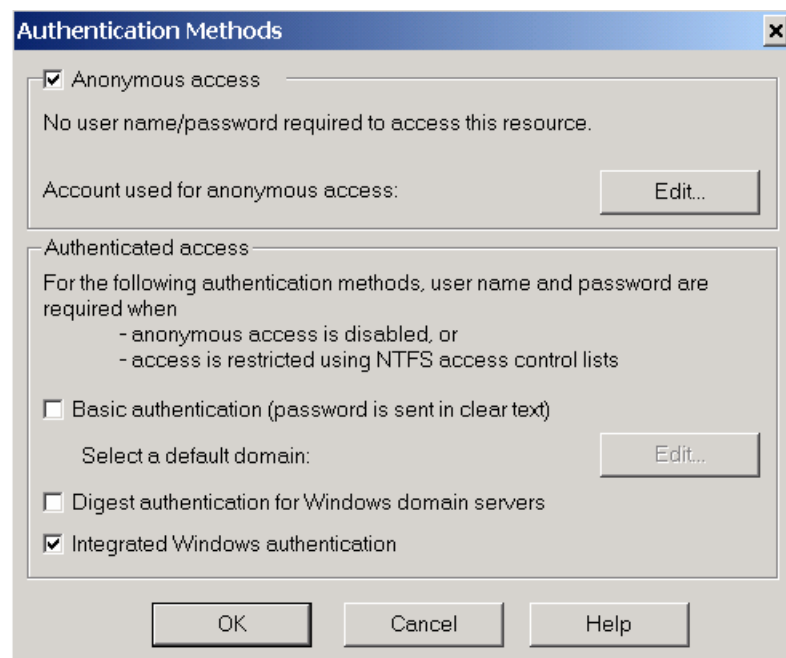 Authentication Methods
Anonymous access
No user name/password required to access this resource.
Account used for anonymous access:
Edit...
Authenticated access
For the following authentication methods, user name and password are
required when
- anonymous access is disabled, or
- access is restricted using NTFS access control lists
Basic authentication (password is sent in clear text)
Select a default domain:
Edit...
Digest authentication for Windows domain servers
Integrated Windows authentication
OK
Cancel
Help